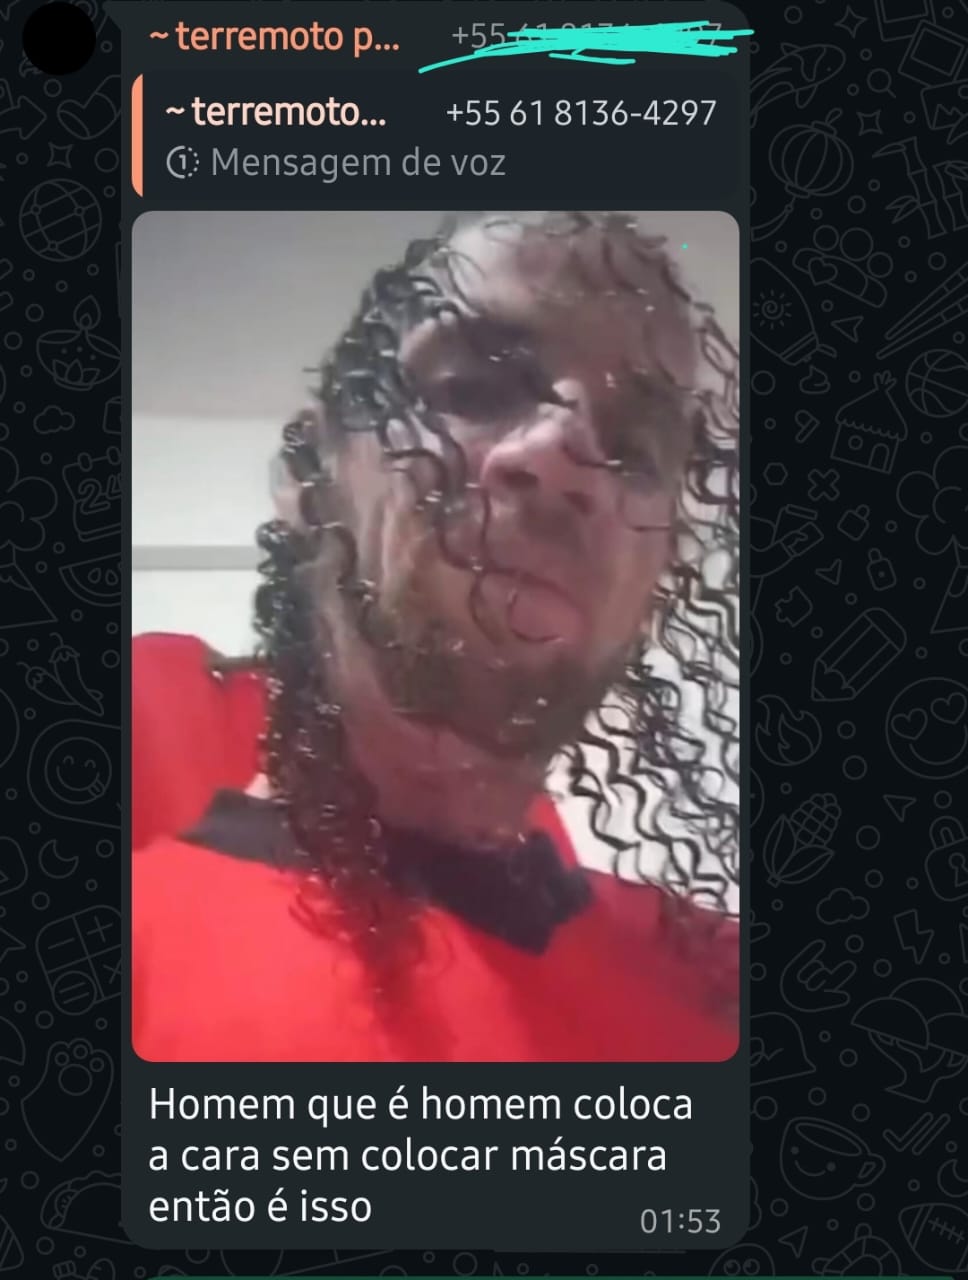 ~terremoto p... +55
~terremoto... +55 61 8136-4297
1 Mensagem de voz
Homem que é homem coloca
a cara sem colocar máscara
então é isso
01:53